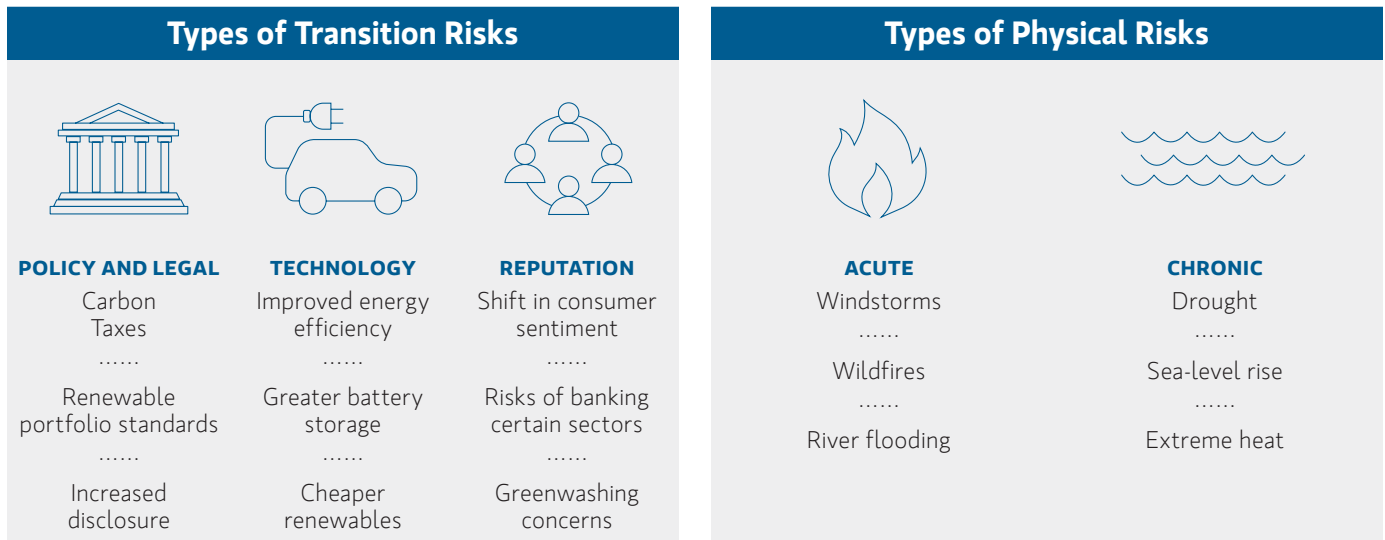 Types of Transition Risks
POLICY AND LEGAL
Carbon
Taxes
......
Renewable
portfolio standards
......
Increased
disclosure
TECHNOLOGY
Improved energy
efficiency
......
Greater battery
storage
......
Cheaper
renewables
REPUTATION
Shift in consumer
sentiment
......
Risks of banking
certain sectors
......
Greenwashing
concerns
Types of Physical Risks
ACUTE
Windstorms
......
Wildfires
......
River flooding
CHRONIC
Drought
......
Sea-level rise
......
Extreme heat